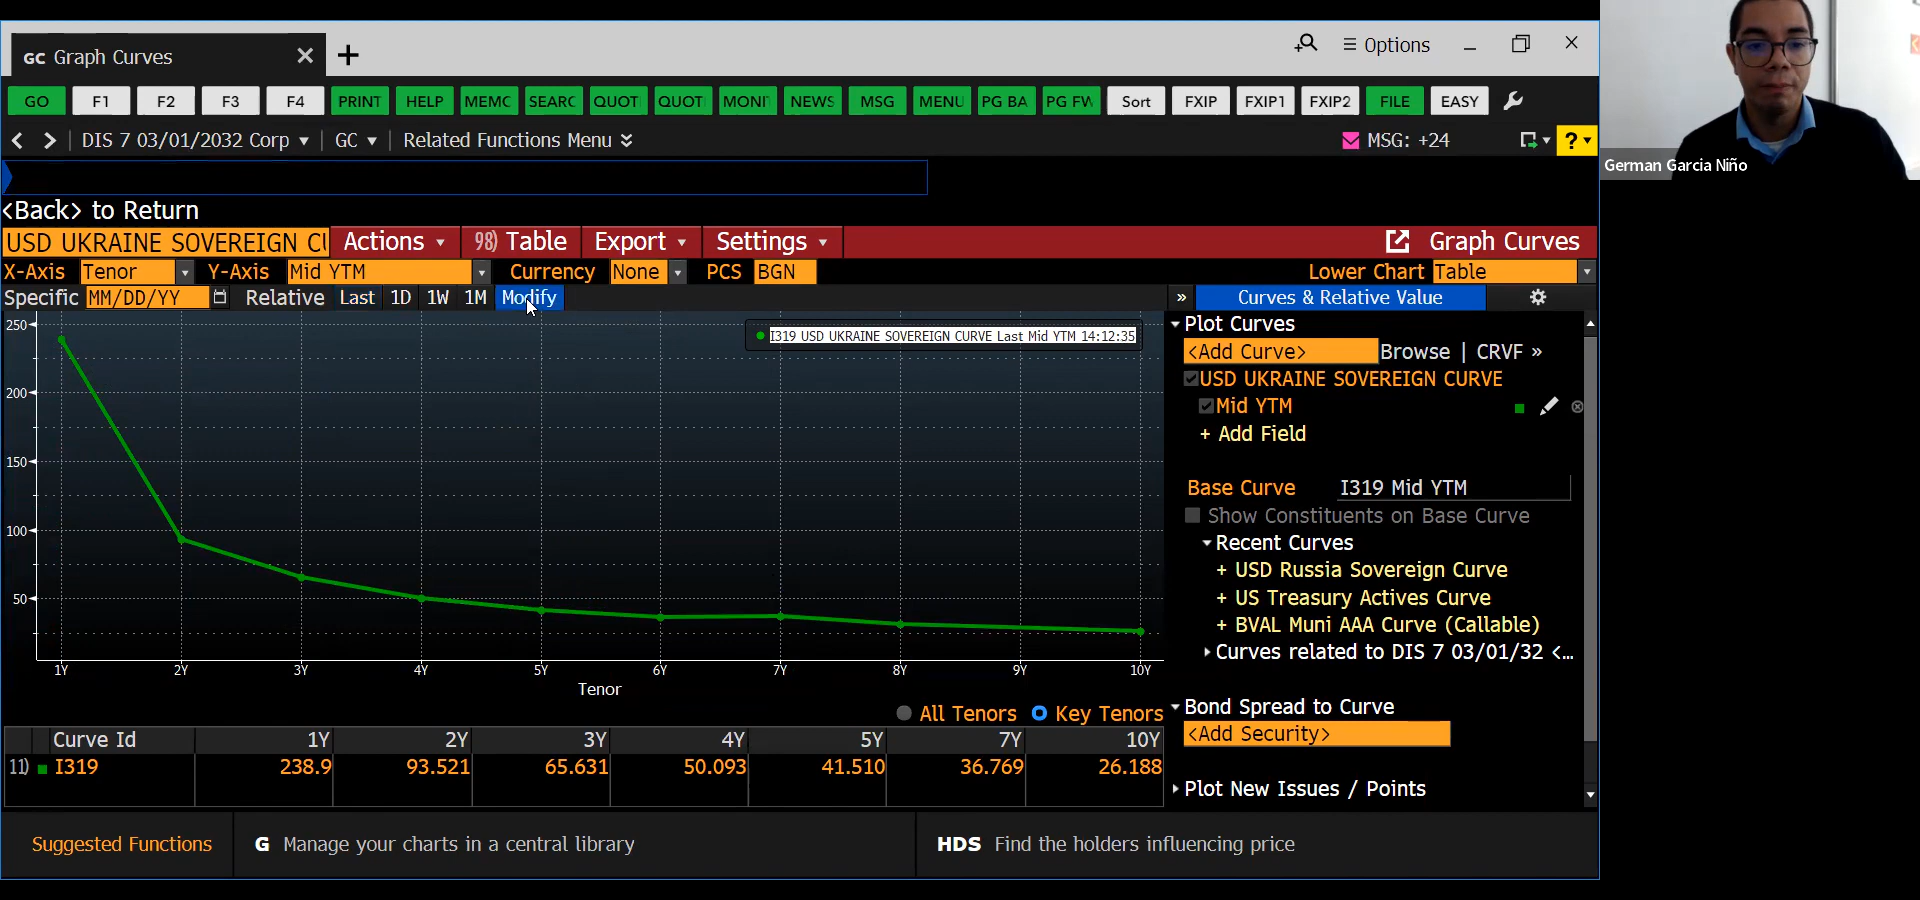 GC Graph Curves
Options
GO F1 F2 F3 F4 PRINT HELP MEMC SEARC QUOT QUOT MONI NEWS MSG MENU PG BA PG FW Sort FXIP FXIP1 FXIP2 FILE EASY
DIS 7 03/01/2032 Corp GC Related Functions Menu MSG: +24 ?
German Garcia Niño
<Back> to Return
USD UKRAINE SOVEREIGN CU Actions 98) Table Export Settings Graph Curves
X-Axis Tenor Y-Axis Mid YTM Currency None PCS BGN Lower Chart Table
Specific MM/DD/YY Relative Last 1D 1W 1M Modify » Curves & Relative Value
I319 USD UKRAINE SOVEREIGN CURVE Last Mid YTM 14:12:35
250
200
150
100
50
1Y 2Y 3Y 4Y 5Y 6Y 7Y 8Y 9Y 10Y
Tenor
Plot Curves
<Add Curve> Browse | CRVF »
USD UKRAINE SOVEREIGN CURVE
Mid YTM
+ Add Field
Base Curve I319 Mid YTM
Show Constituents on Base Curve
Recent Curves
+ USD Russia Sovereign Curve
+ US Treasury Actives Curve
+ BVAL Muni AAA Curve (Callable)
Curves related to DIS 7 03/01/32 <...
Bond Spread to Curve
<Add Security>
Plot New Issues / Points
All Tenors Key Tenors
Curve Id 1Y 2Y 3Y 4Y 5Y 7Y 10Y
11) I319 238.9 93.521 65.631 50.093 41.510 36.769 26.188
Suggested Functions G Manage your charts in a central library HDS Find the holders influencing price